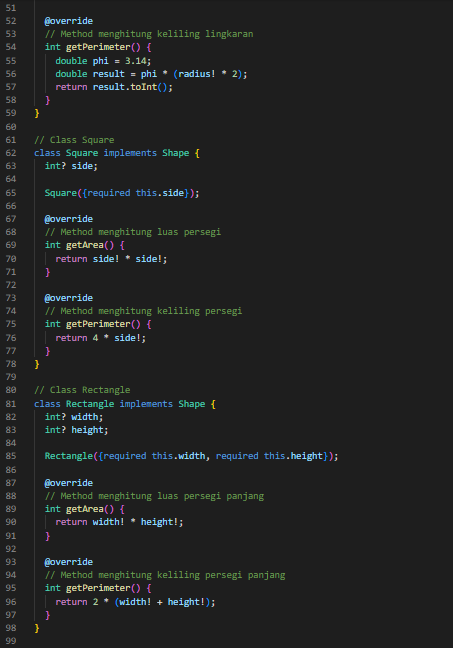 51
52 @override
53 // Method menghitung keliling lingkaran
54 int getPerimeter() {
55 double phi = 3.14;
56 double result = phi * (radius! * 2);
57 return result.toInt();
58 }
59 }
60
61 // Class Square
62 class Square implements Shape {
63 int? side;
64
65 Square({required this.side});
66
67 @override
68 // Method menghitung luas persegi
69 int getArea() {
70 return side! * side!;
71 }
72
73 @override
74 // Method menghitung keliling persegi
75 int getPerimeter() {
76 return 4 * side!;
77 }
78 }
79
80 // Class Rectangle
81 class Rectangle implements Shape {
82 int? width;
83 int? height;
84
85 Rectangle({required this.width, required this.height});
86
87 @override
88 // Method menghitung luas persegi panjang
89 int getArea() {
90 return width! * height!;
91 }
92
93 @override
94 // Method menghitung keliling persegi panjang
95 int getPerimeter() {
96 return 2 * (width! + height!);
97 }
98 }
99